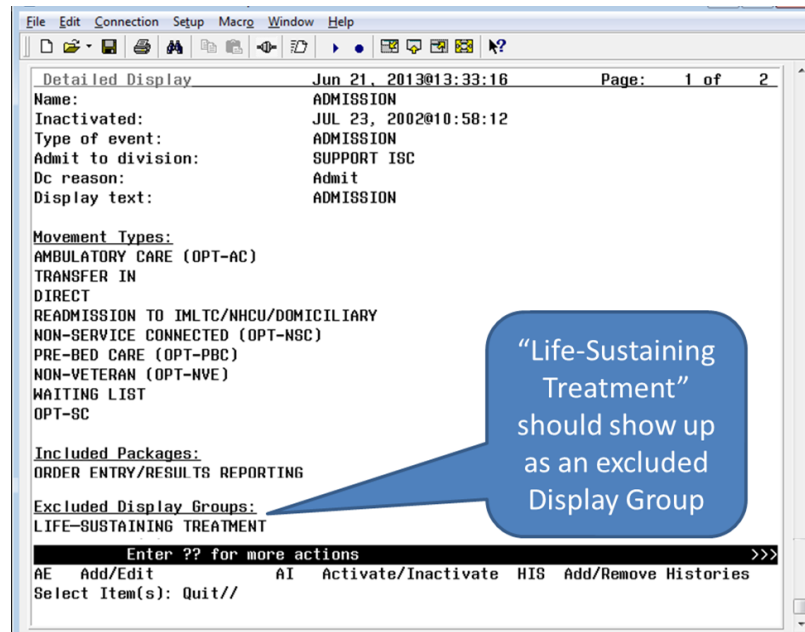 File Edit Connection Setup Macro Window Help
Detailed Display Jun 21, 2013@13:33:16 Page: 1 of 2
Name: ADMISSION
Inactivated: JUL 23, 2002@10:58:12
Type of event: ADMISSION
Admit to division: SUPPORT ISC
Dc reason: Admit
Display text: ADMISSION
Movement Types:
AMBULATORY CARE (OPT-AC)
TRANSFER IN
DIRECT
READMISSION TO IMLTC/NHCU/DOMICILIARY
NON-SERVICE CONNECTED (OPT-NSC)
PRE-BED CARE (OPT-PBC)
NON-VETERAN (OPT-NVE)
WAITING LIST
OPT-SC
Included Packages:
ORDER ENTRY/RESULTS REPORTING
Excluded Display Groups:
LIFE-SUSTAINING TREATMENT
Enter ?? for more actions >>>
AE Add/Edit AI Activate/Inactivate HIS Add/Remove Histories
Select Item(s): Quit//
“Life-Sustaining
Treatment”
should show up
as an excluded
Display Group